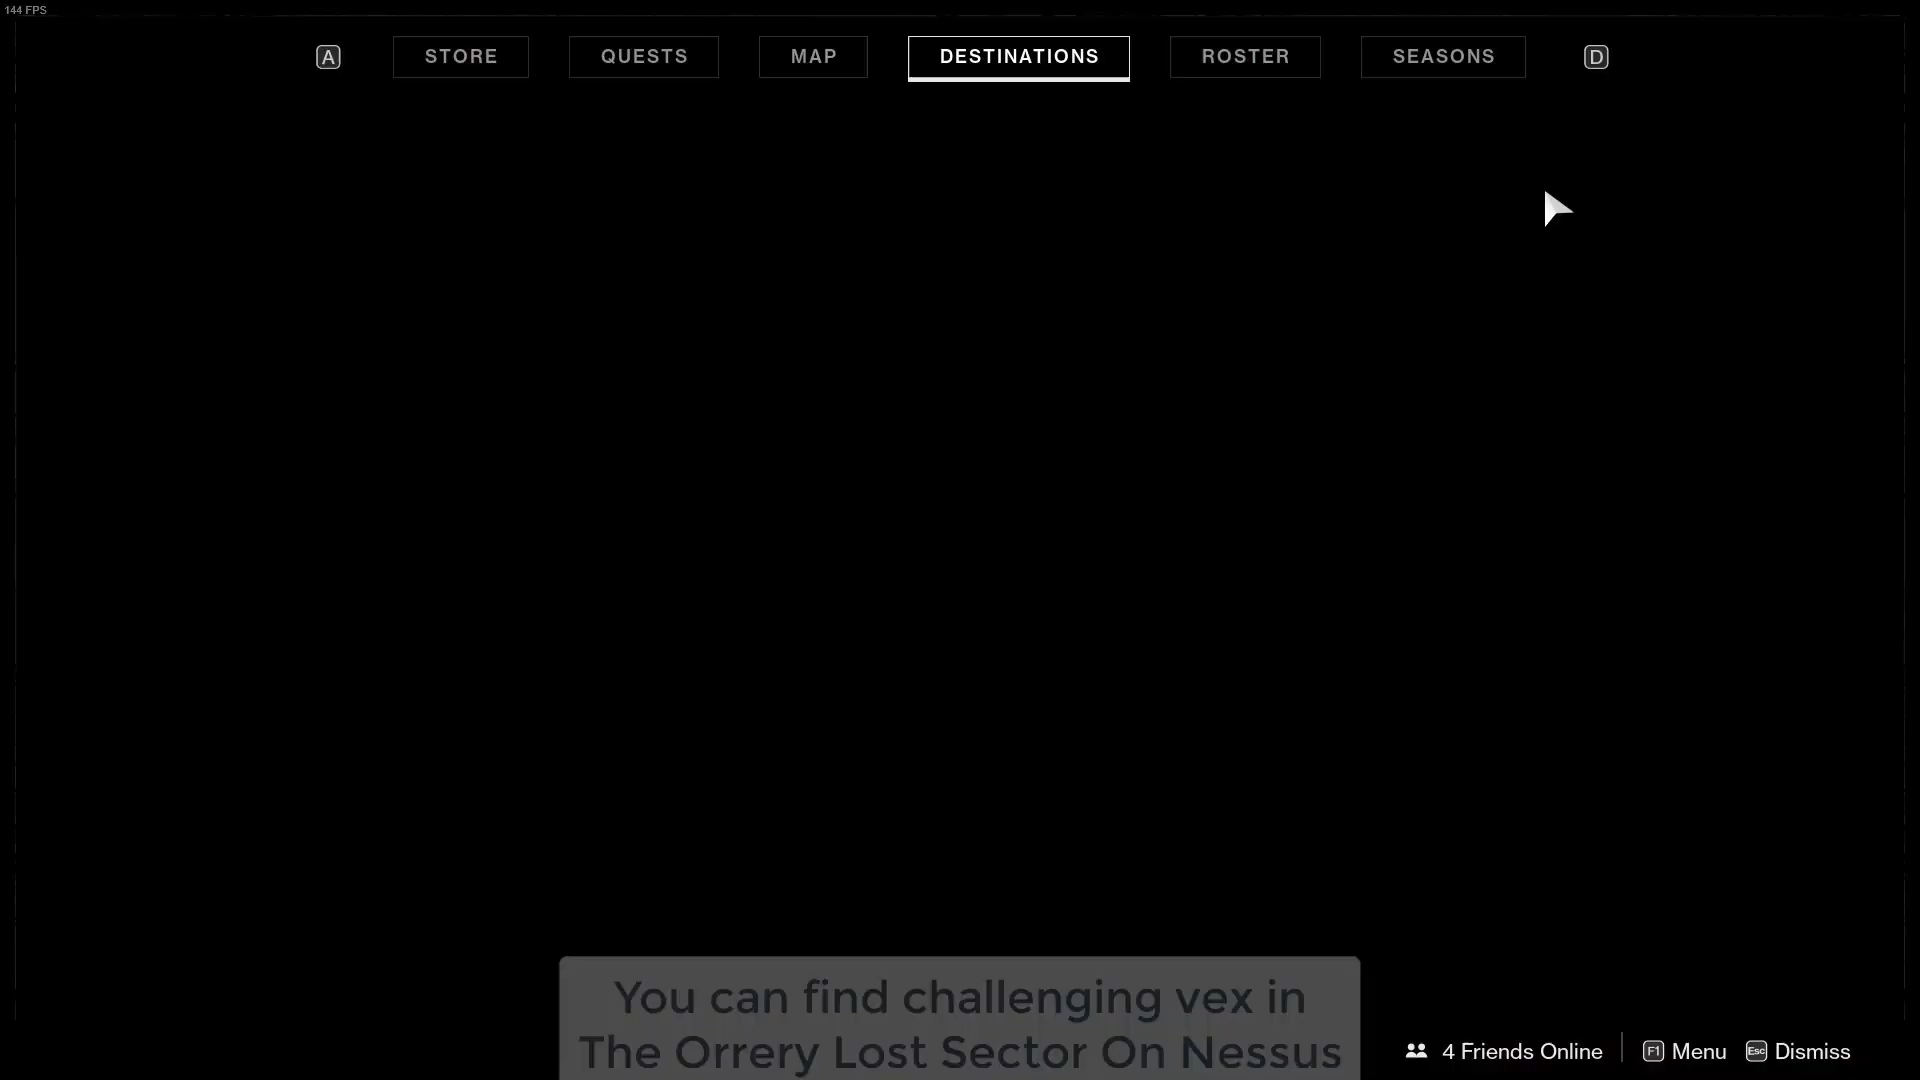 144 FPS
A STORE QUESTS MAP DESTINATIONS ROSTER SEASONS D
You can find challenging vex in
The Orrery Lost Sector On Nessus
4 Friends Online F1 Menu Esc Dismiss